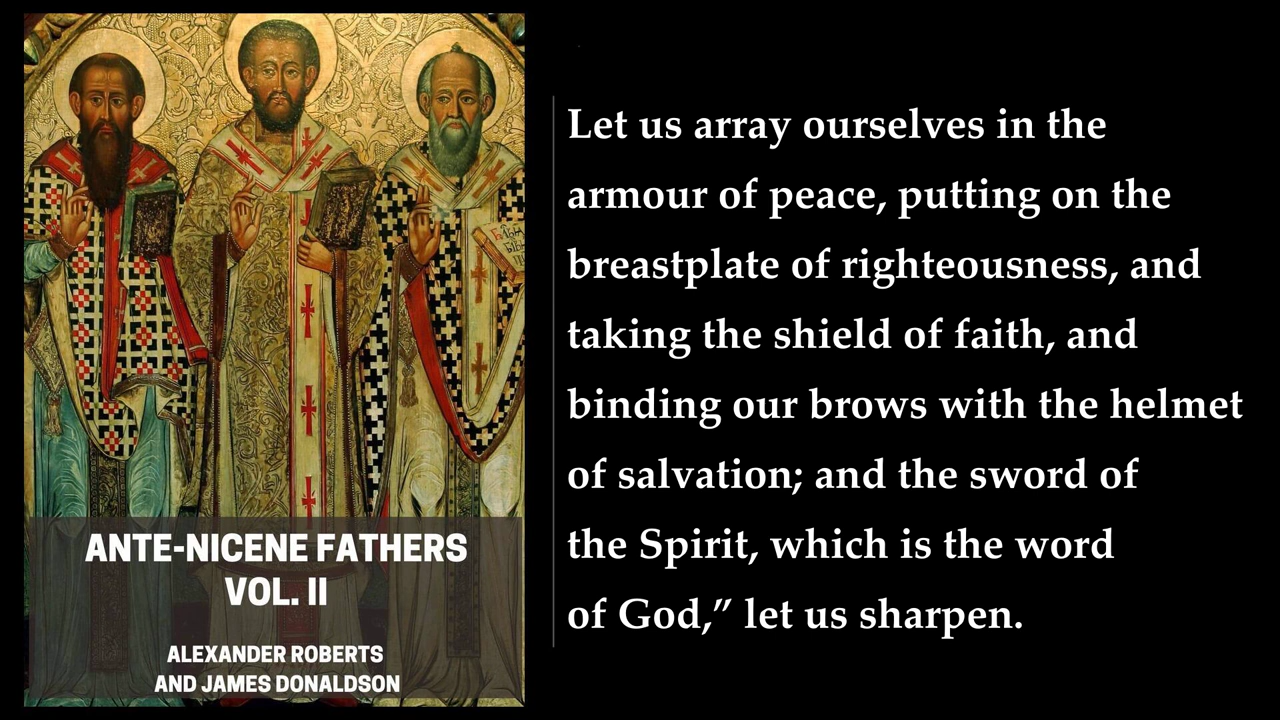 ANTE-NICENE FATHERS
VOL. II
ALEXANDER ROBERTS
AND JAMES DONALDSON
Let us array ourselves in the
armour of peace, putting on the
breastplate of righteousness, and
taking the shield of faith, and
binding our brows with the helmet
of salvation; and the sword of
the Spirit, which is the word
of God,” let us sharpen.